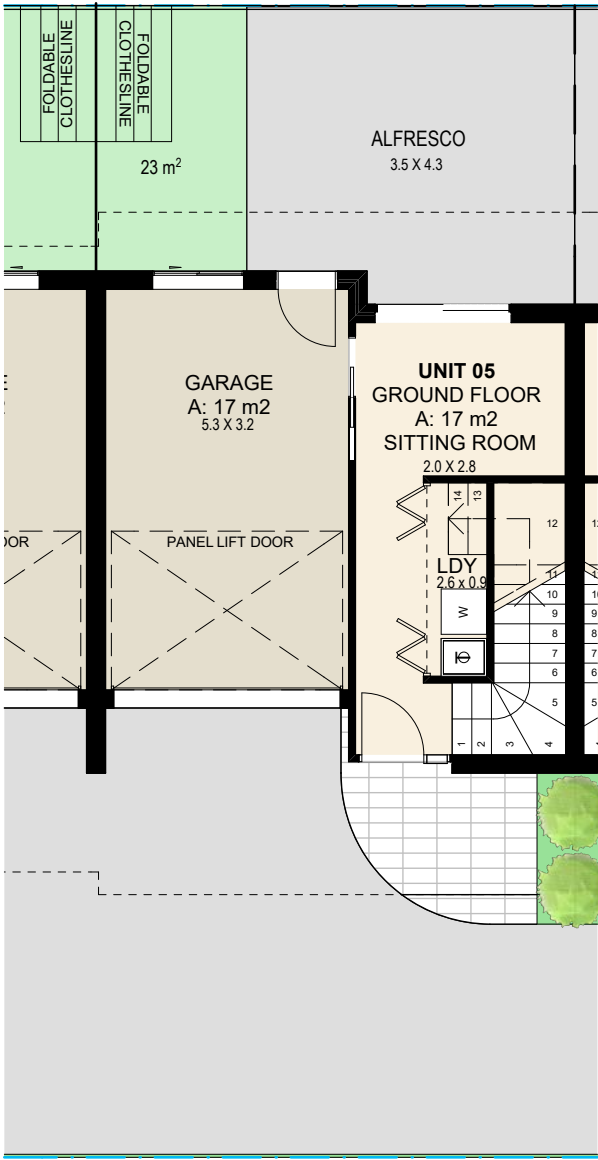 FOLDABLE
CLOTHESLINE
CLOTHESLINE
FOLDABLE
23 m²
ALFRESCO
3.5 X 4.3
GARAGE
A: 17 m2
5.3 X 3.2
UNIT 05
GROUND FLOOR
A: 17 m2
SITTING ROOM
2.0 X 2.8
14
13
12
OOR
PANEL LIFT DOOR
LDY
2.6 x 0.9
11
10
9
8
7
6
5
W
1
2
3
4